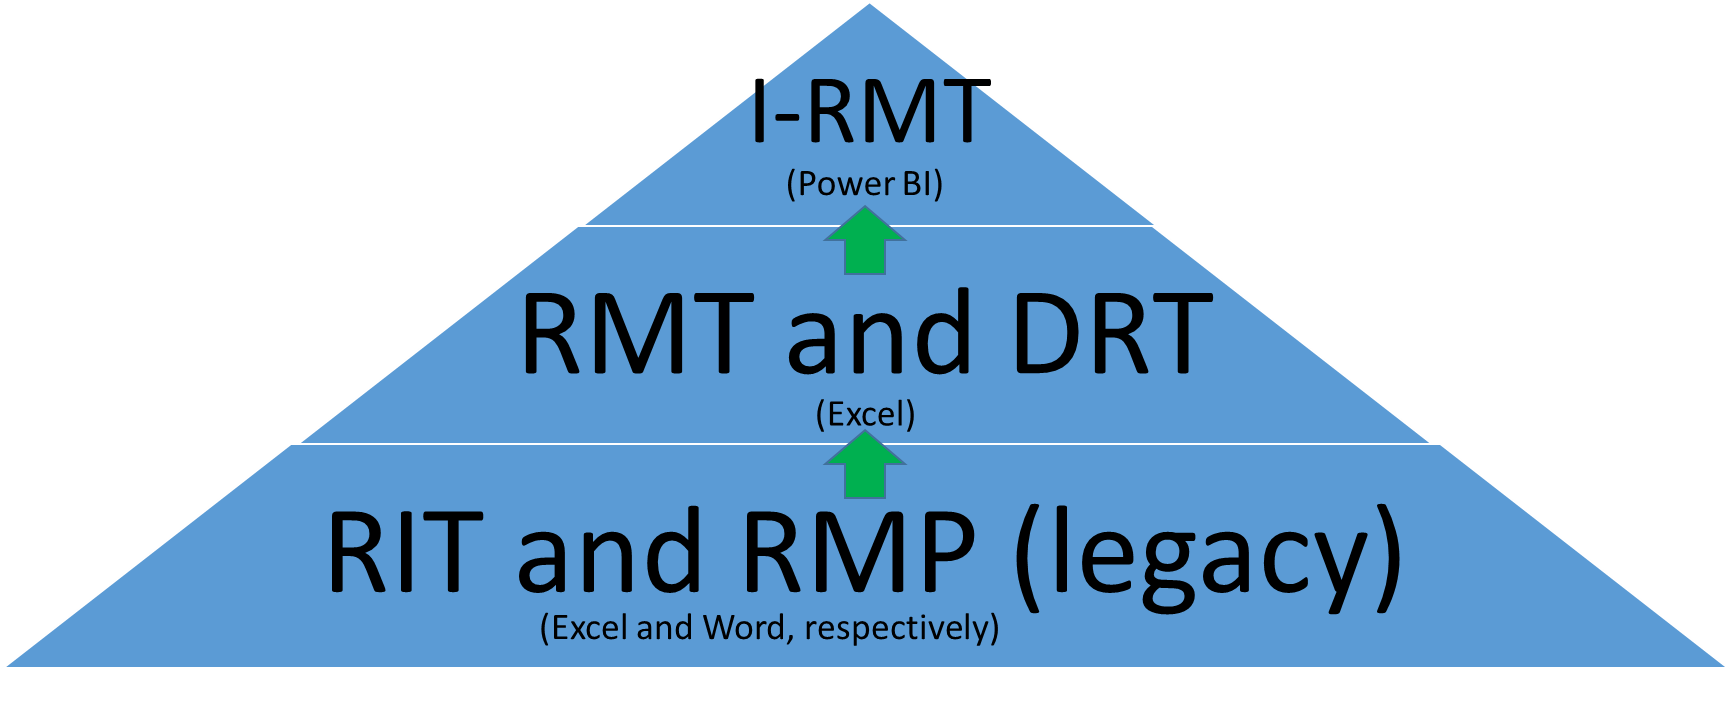 I-RMT
(Power BI)
RMT and DRT
(Excel)
RIT and RMP (legacy)
(Excel and Word, respectively)